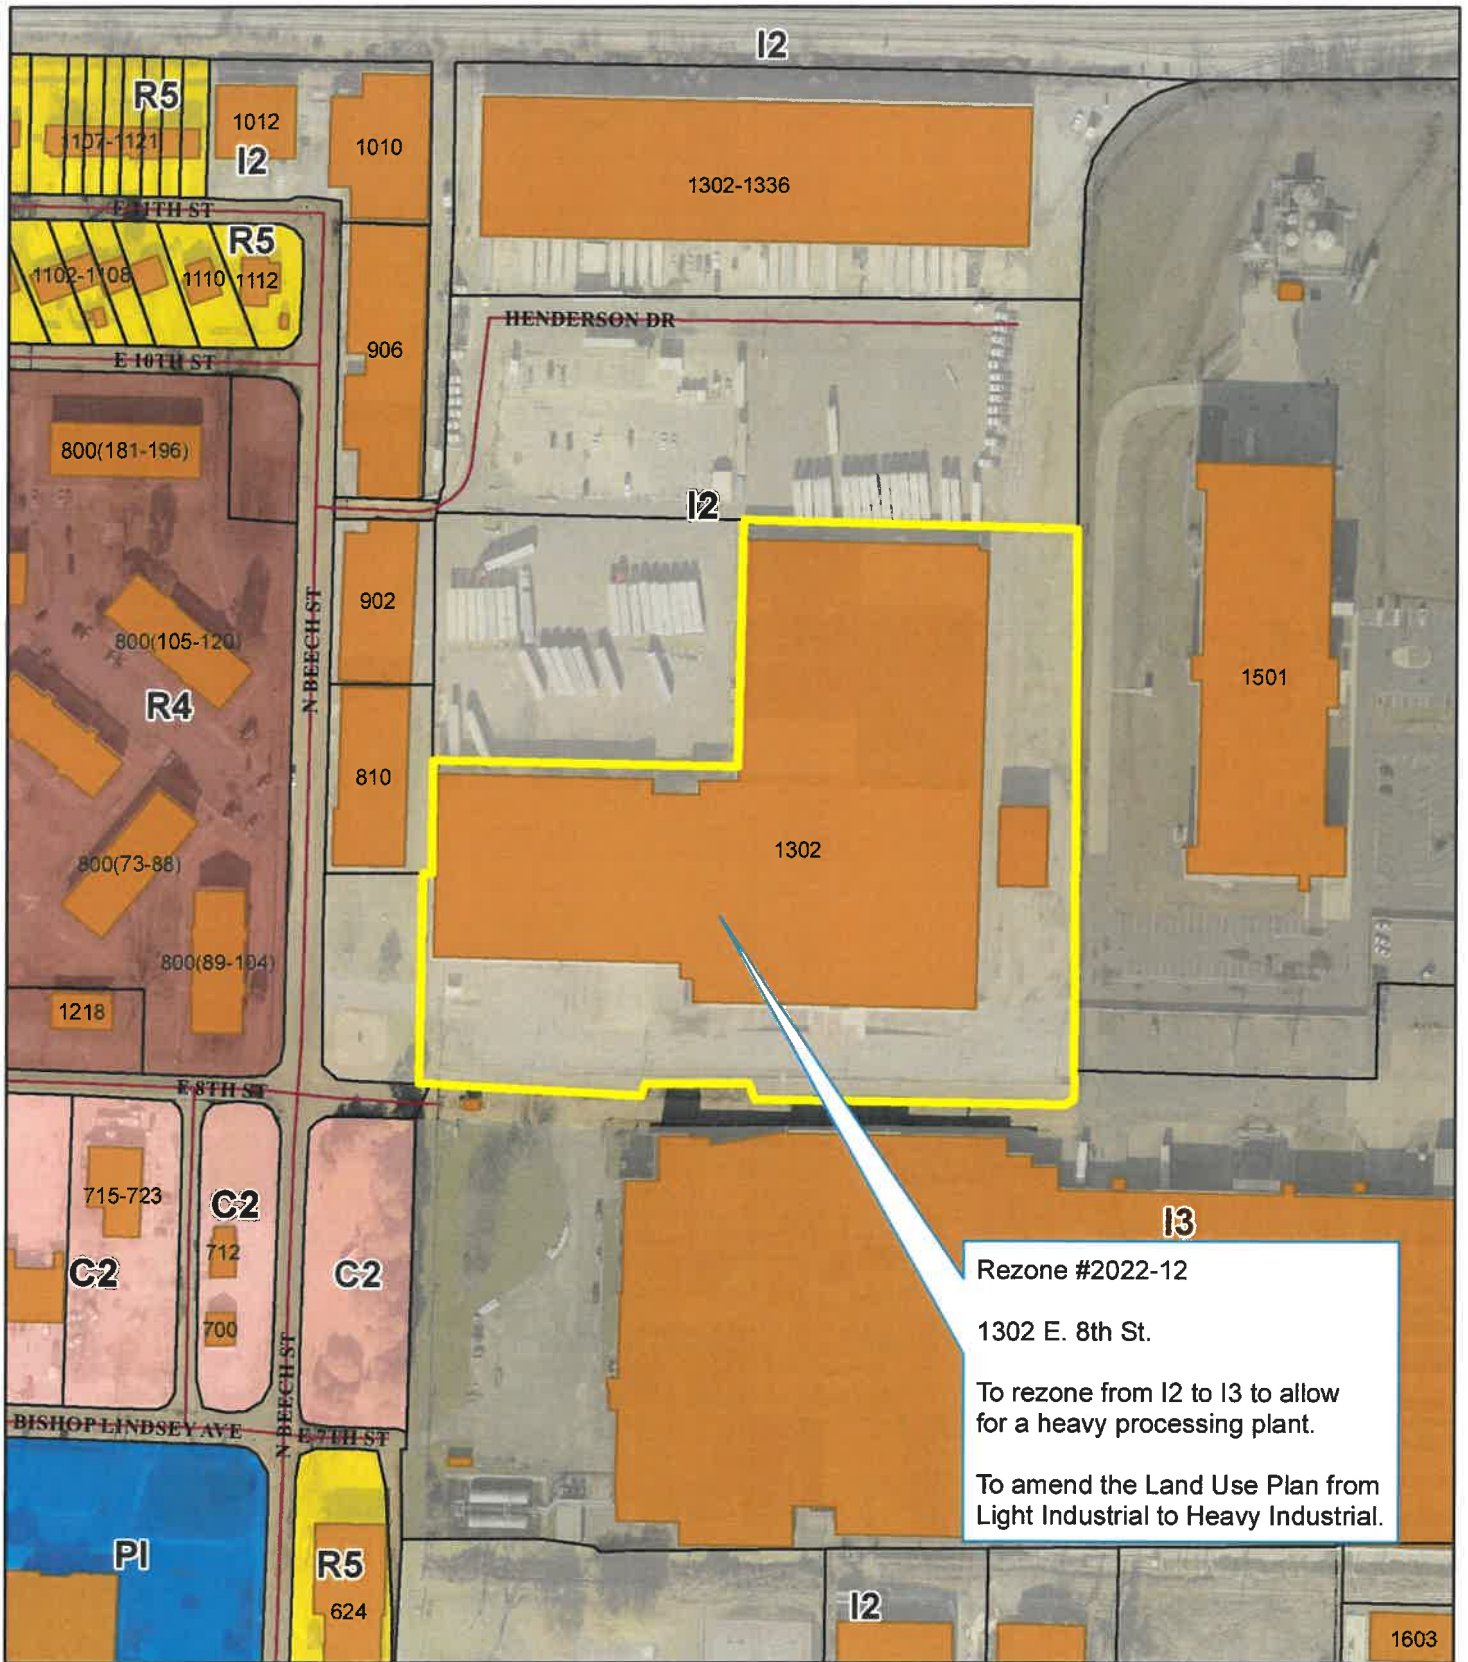 I2
R5
1107-1121
1012
I2
1010
1302-1336
E 11TH ST
R5
1102-1108
1110
1112
HENDERSON DR
906
E 10TH ST
800(181-196)
I2
902
N BEECH ST
800(105-120)
R4
1501
810
1302
800(73-88)
800(89-104)
1218
E 8TH ST
715-723
C2
712
C2
C2
I3
700
Rezone #2022-12
1302 E. 8th St.
To rezone from I2 to I3 to allow
for a heavy processing plant.
To amend the Land Use Plan from
Light Industrial to Heavy Industrial.
N BEECH ST
BISHOP LINDSEY AVE
E 7TH ST
PI
R5
624
I2
1603